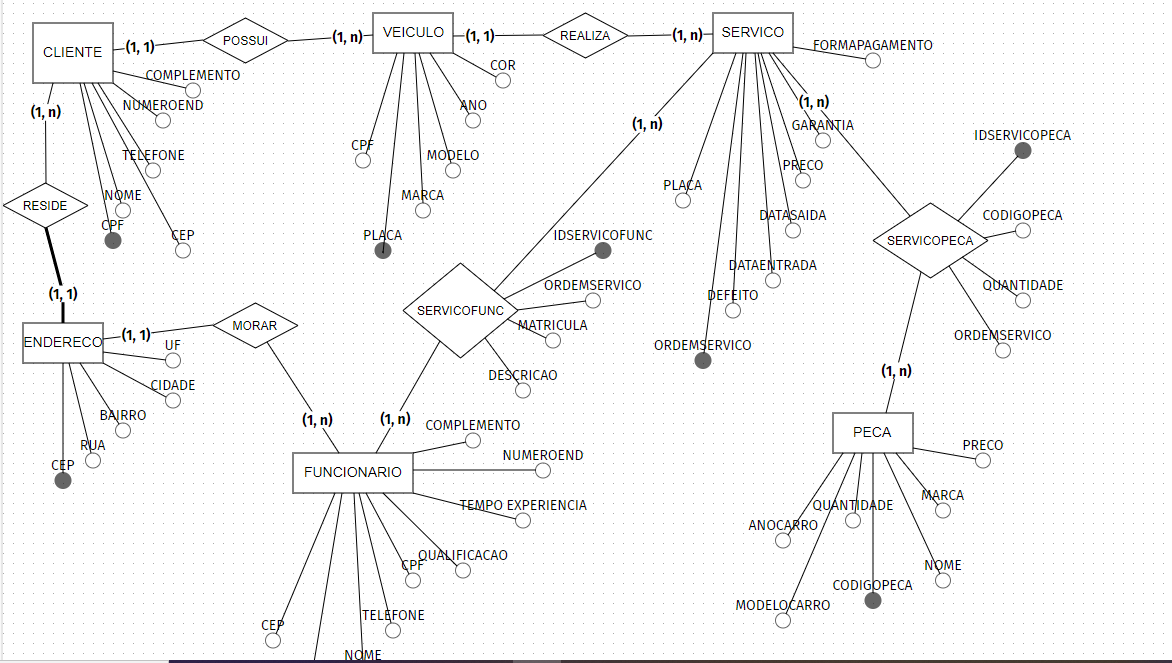 CLIENTE
(1, 1)
POSSUI
(1, n)
VEICULO
(1, 1)
REALIZA
(1, n)
SERVICO
FORMAPAGAMENTO
COMPLEMENTO
NUMEROEND
TELEFONE
NOME
CPF
CEP
(1, n)
RESIDE
(1, 1)
COR
ANO
MODELO
MARCA
CPF
PLACA
(1, n)
(1, n)
GARANTIA
PRECO
DATASAIDA
DATAENTRADA
DEFEITO
ORDEMSERVICO
PLACA
IDSERVICOPECA
CODIGOPECA
SERVICOPECA
QUANTIDADE
ORDEMSERVICO
(1, n)
IDSERVICOFUNC
ORDEMSERVICO
SERVICOFUNC
MATRICULA
DESCRICAO
(1, n)
ENDERECO
(1, 1)
MORAR
(1, n)
UF
CIDADE
BAIRRO
RUA
CEP
FUNCIONARIO
COMPLEMENTO
NUMEROEND
TEMPO EXPERIENCIA
QUALIFICACAO
CPF
TELEFONE
NOME
CEP
PECA
PRECO
MARCA
NOME
QUANTIDADE
ANOCARRO
CODIGOPECA
MODELOCARRO